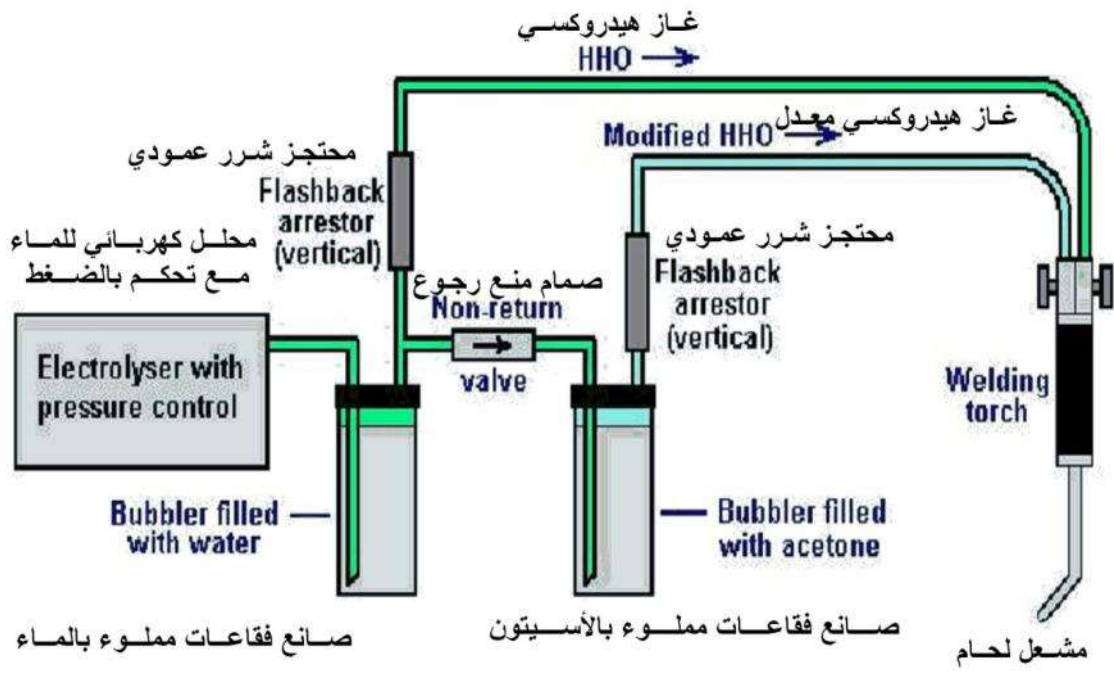 غاز هيدروكسي
HHO
غاز هيدروكسي معدل
Modified HHO
محتجز شرر عمودي
Flashback
arrestor
(vertical)
محلل كهربائي للماء
مع تحكم بالضغط
محتجز شرر عمودي
Flashback
arrestor
(vertical)
صمام منع رجوع
Non-return
valve
Electrolyser with
pressure control
Welding
torch
Bubbler filled
with water
Bubbler filled
with acetone
صانع فقاعات مملوء بالماء
صانع فقاعات مملوء بالأسيتون
مشعل لحام